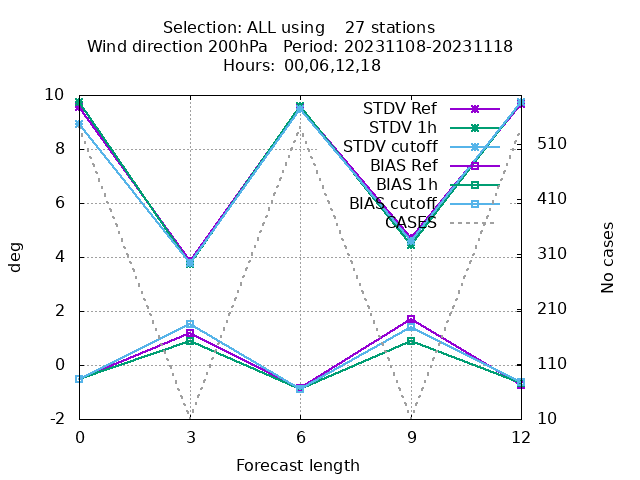 Selection: ALL using 27 stations
Wind direction 200hPa Period: 20231108-20231118
Hours: 00,06,12,18
STDV Ref
STDV 1h
STDV cutoff
BIAS Ref
BIAS 1h
BIAS cutoff
CASES
10
8
6
4
2
0
-2
deg
510
410
310
210
110
10
No cases
0 3 6 9 12
Forecast length